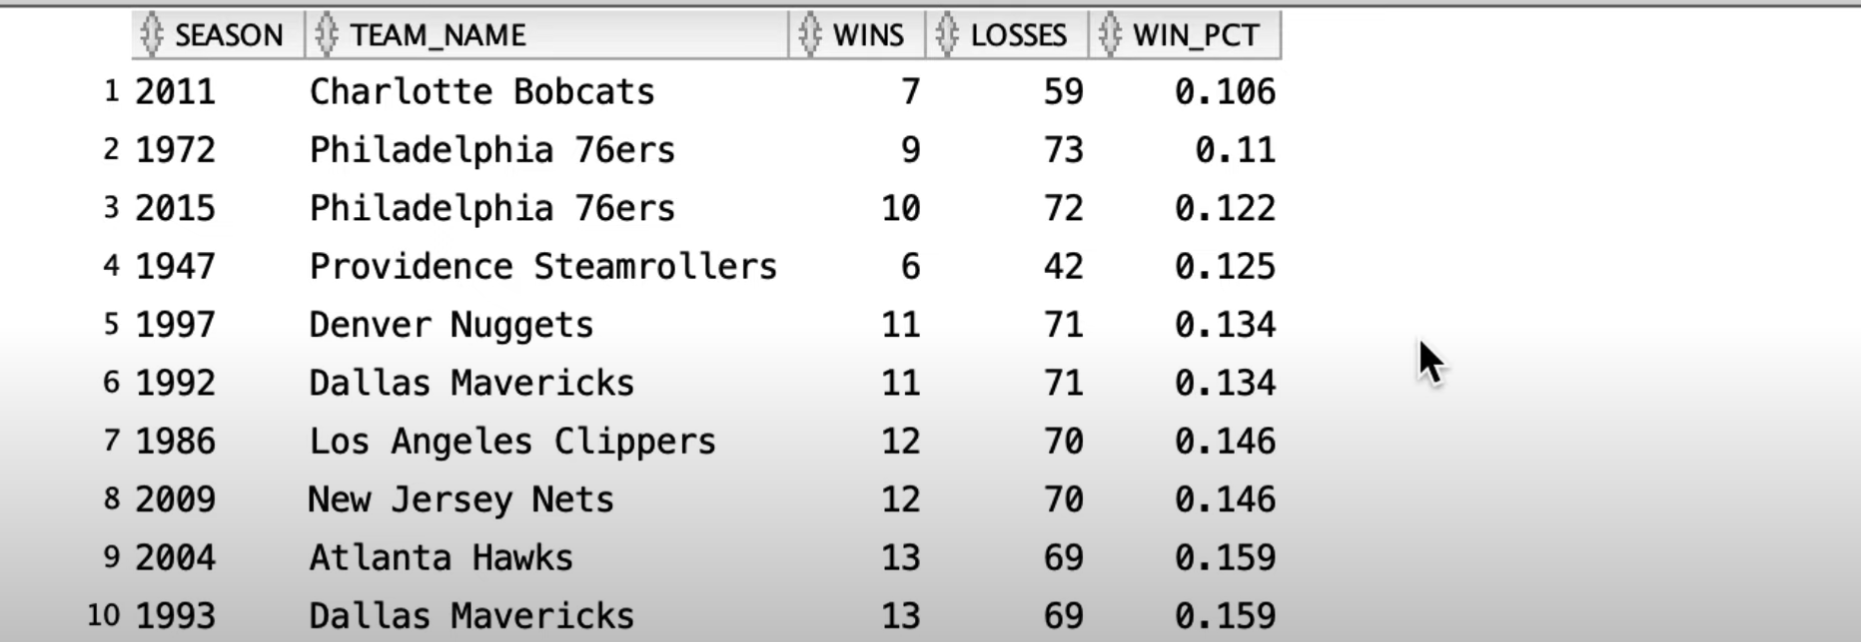 SEASON TEAM_NAME WINS LOSSES WIN_PCT
1 2011 Charlotte Bobcats 7 59 0.106
2 1972 Philadelphia 76ers 9 73 0.11
3 2015 Philadelphia 76ers 10 72 0.122
4 1947 Providence Steamrollers 6 42 0.125
5 1997 Denver Nuggets 11 71 0.134
6 1992 Dallas Mavericks 11 71 0.134
7 1986 Los Angeles Clippers 12 70 0.146
8 2009 New Jersey Nets 12 70 0.146
9 2004 Atlanta Hawks 13 69 0.159
10 1993 Dallas Mavericks 13 69 0.159